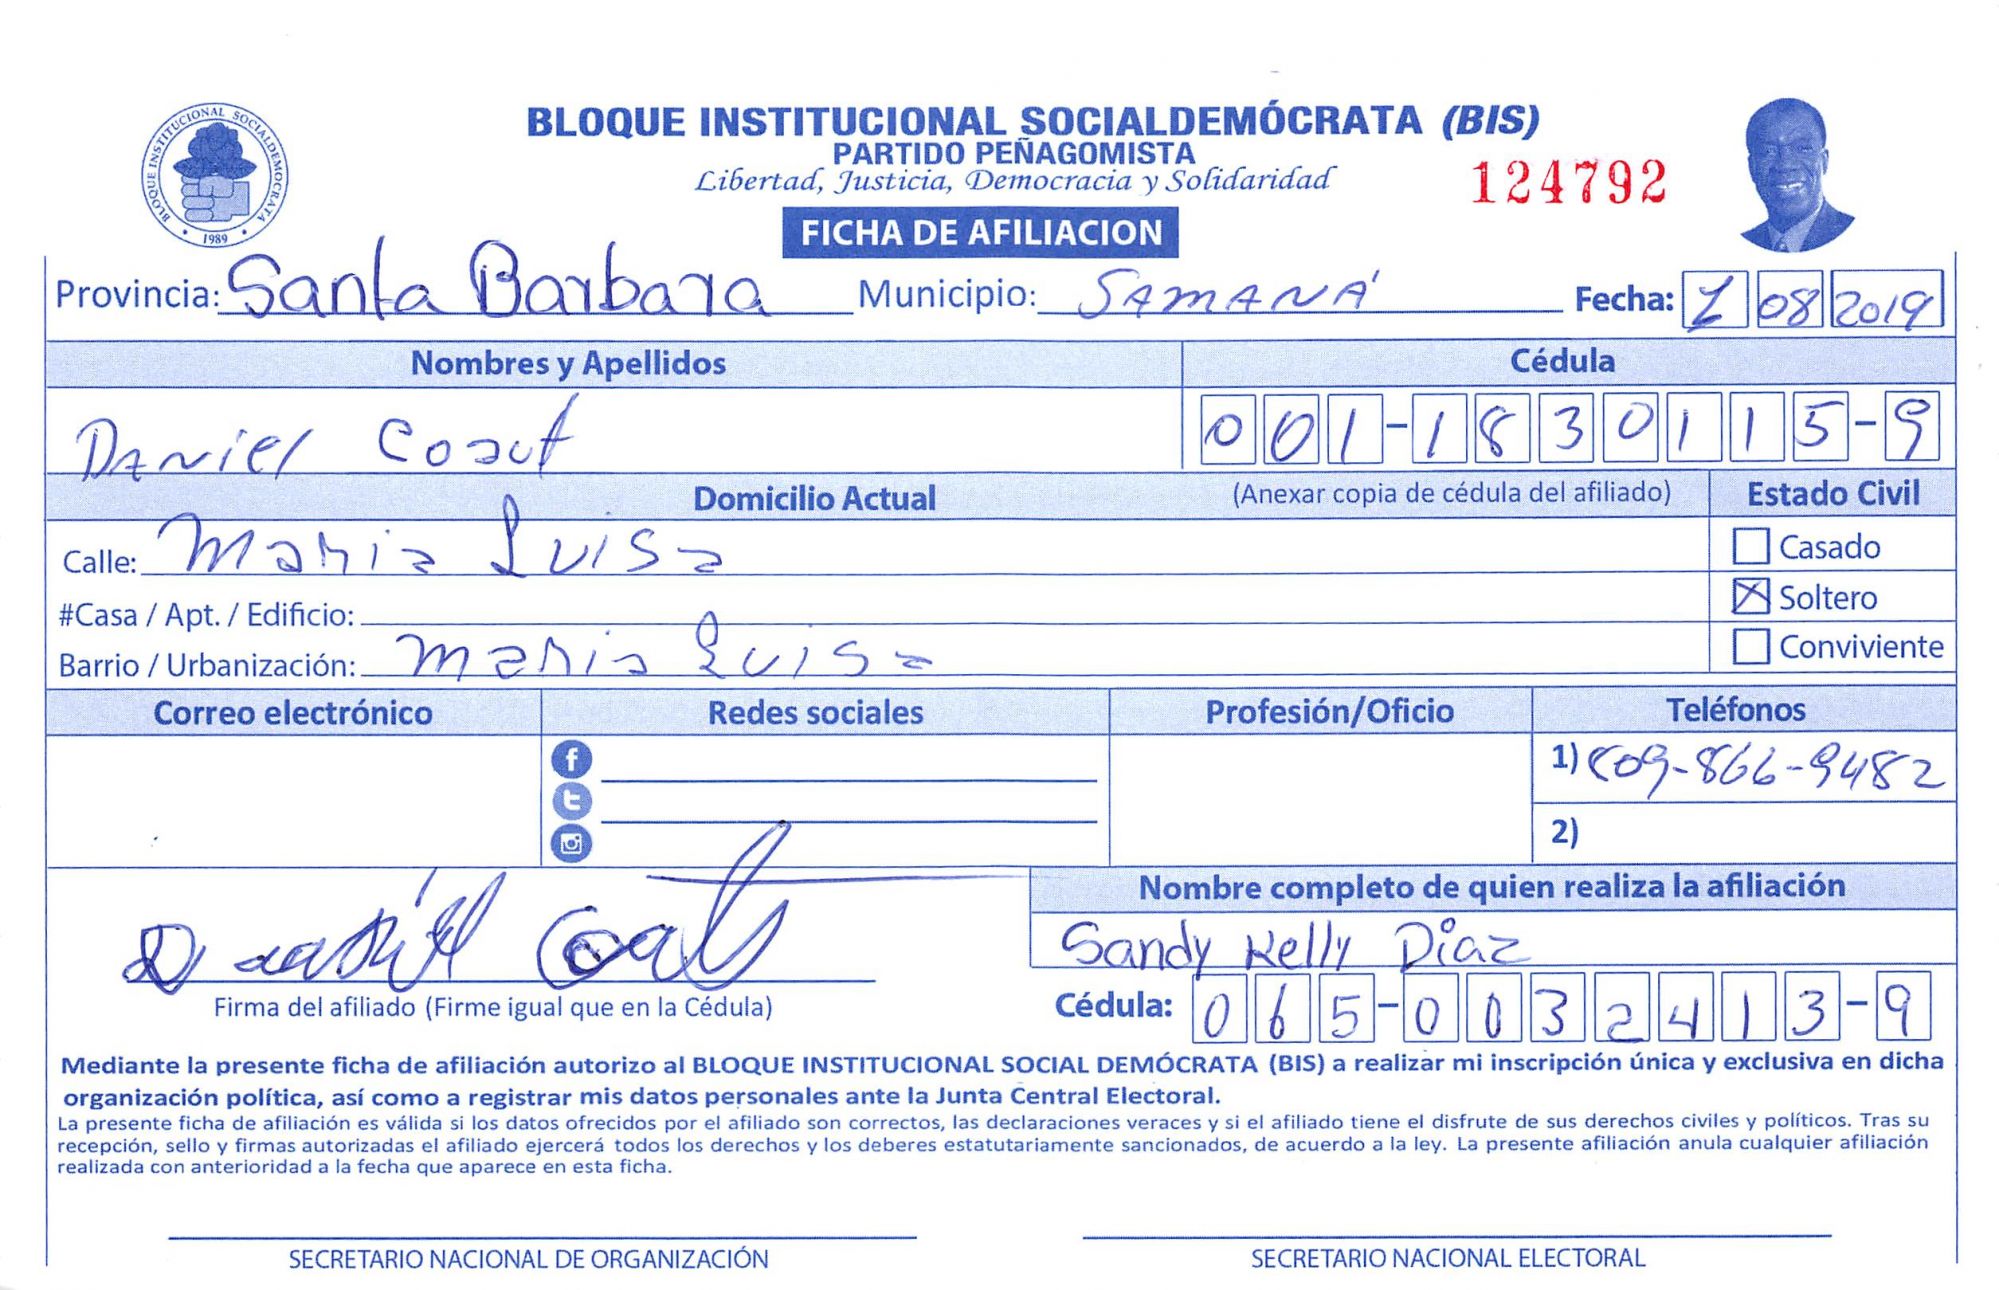 BLOQUE INSTITUCIONAL SOCIALDEMOCRATA
1989
BLOQUE INSTITUCIONAL SOCIALDEMÓCRATA (BIS)
PARTIDO PEÑAGOMISTA
Libertad, Justicia, Democracia y Solidaridad
124792
FICHA DE AFILIACION
Provincia: Santa Barbara Municipio: SAMANÁ Fecha: 1 08 2019
Nombres y Apellidos Cédula
Daniel 001-1830115-9
Domicilio Actual (Anexar copia de cédula del afiliado) Estado Civil
Calle: Maria Luisa
Casado
#Casa / Apt. / Edificio:
Soltero
Barrio / Urbanización: Maria Luisa
Conviviente
Correo electrónico Redes sociales Profesión/Oficio Teléfonos
1) 809-866-9482
2)
Nombre completo de quien realiza la afiliación
Sandy Kelly Diaz
Firma del afiliado (Firme igual que en la Cédula)
Cédula: 065-0032413-9
Mediante la presente ficha de afiliación autorizo al BLOQUE INSTITUCIONAL SOCIAL DEMÓCRATA (BIS) a realizar mi inscripción única y exclusiva en dicha
organización política, así como a registrar mis datos personales ante la Junta Central Electoral.
La presente ficha de afiliación es válida si los datos ofrecidos por el afiliado son correctos, las declaraciones veraces y si el afiliado tiene el disfrute de sus derechos civiles y políticos. Tras su
recepción, sello y firmas autorizadas el afiliado ejercerá todos los derechos y los deberes estatutariamente sancionados, de acuerdo a la ley. La presente afiliación anula cualquier afiliación
realizada con anterioridad a la fecha que aparece en esta ficha.
SECRETARIO NACIONAL DE ORGANIZACIÓN SECRETARIO NACIONAL ELECTORAL